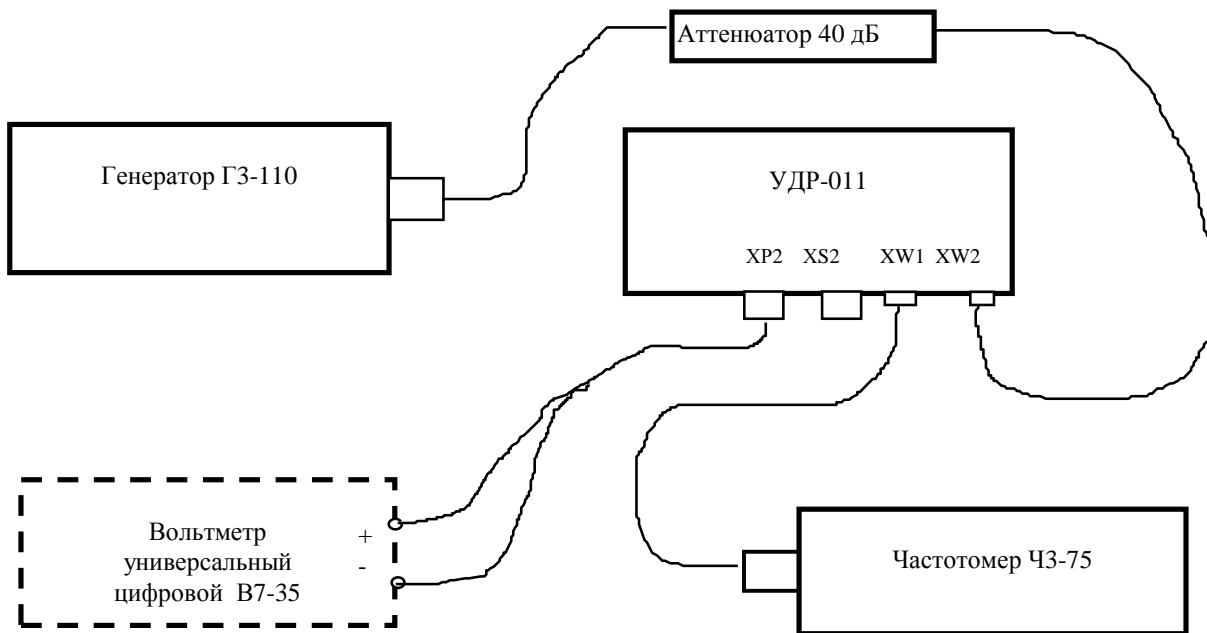 Аттенюатор 40 дБ
Генератор Г3-110
УДР-011
XP2 XS2 XW1 XW2
Вольтметр +
универсальный -
цифровой В7-35
Частотомер Ч3-75